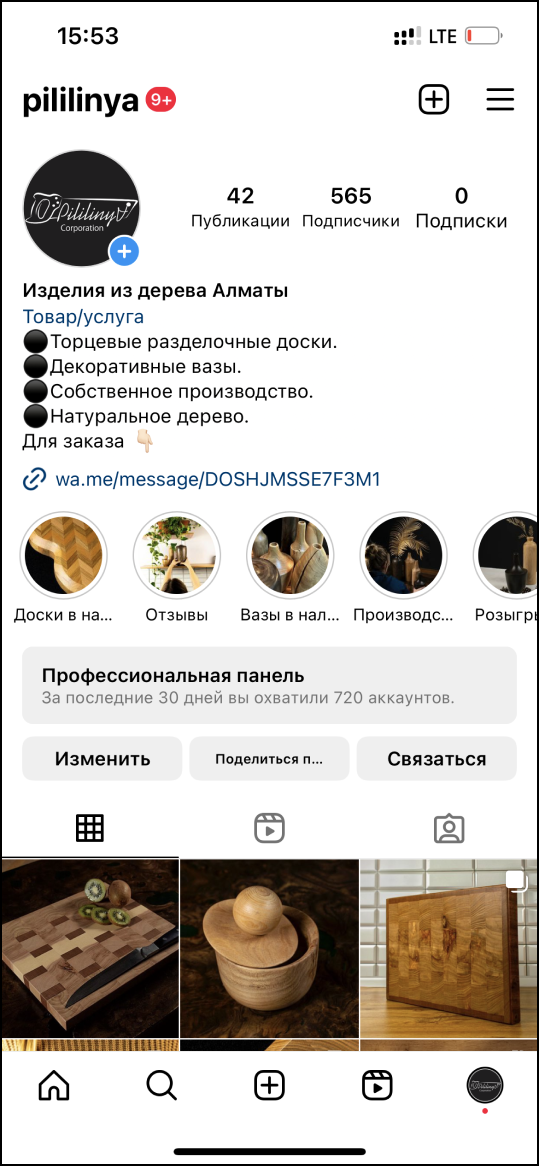 15:53
LTE
pililinya 9+
Pililinya
Corporation
42 565 0
Публикации Подписчики Подписки
Изделия из дерева Алматы
Товар/услуга
⚫Торцевые разделочные доски.
⚫Декоративные вазы.
⚫Собственное производство.
⚫Натуральное дерево.
Для заказа 👇🏻
wa.me/message/DOSHJMSSE7F3M1
Доски в на... Отзывы Вазы в нал... Производс... Розыгры
Профессиональная панель
За последние 30 дней вы охватили 720 аккаунтов.
Изменить Поделиться п... Связаться